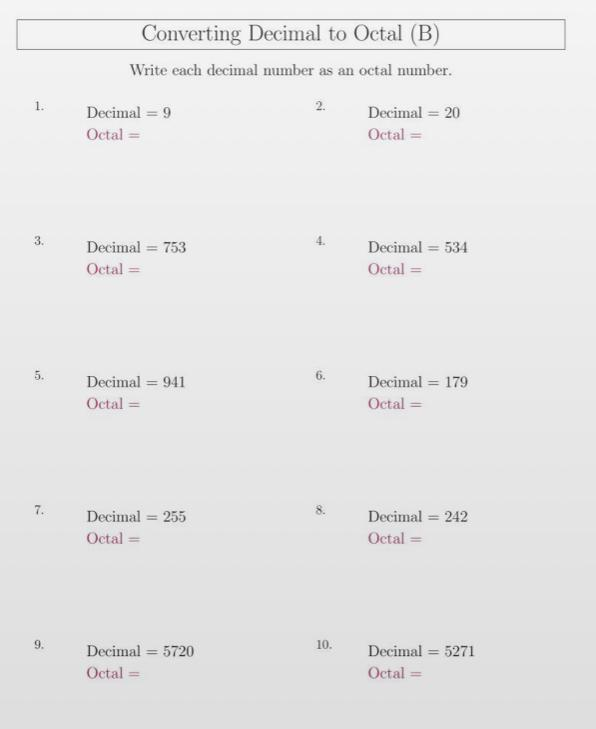 Converting Decimal to Octal (B)
Write each decimal number as an octal number.
1. Decimal = 9
Octal =
2. Decimal = 20
Octal =
3. Decimal = 753
Octal =
4. Decimal = 534
Octal =
5. Decimal = 941
Octal =
6. Decimal = 179
Octal =
7. Decimal = 255
Octal =
8. Decimal = 242
Octal =
9. Decimal = 5720
Octal =
10. Decimal = 5271
Octal =